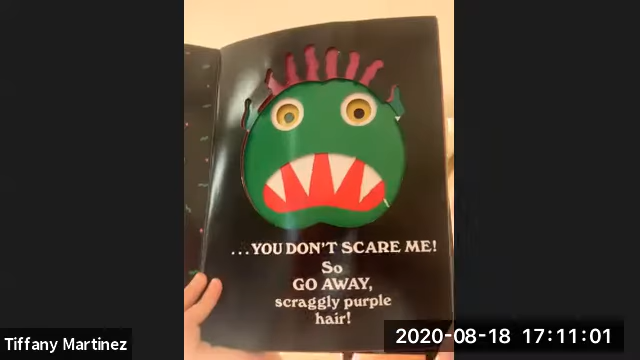 ...YOU DON'T SCARE ME!
So
GO AWAY,
scraggly purple
hair!
Tiffany Martinez
2020-08-18 17:11:01